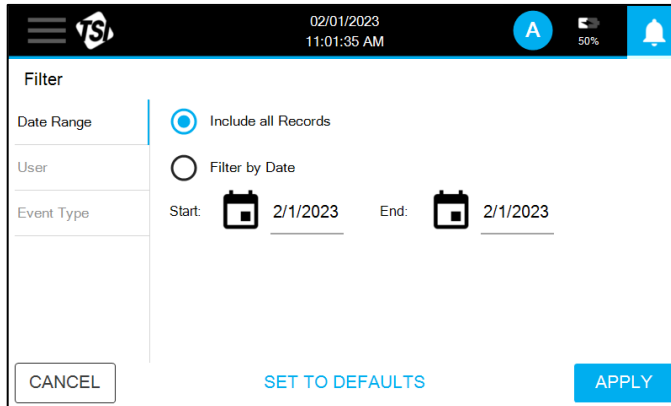 TSI
02/01/2023
11:01:35 AM
A
50%
Filter
Date Range
Include all Records
User
Filter by Date
Event Type
Start: 2/1/2023 End: 2/1/2023
CANCEL
SET TO DEFAULTS
APPLY